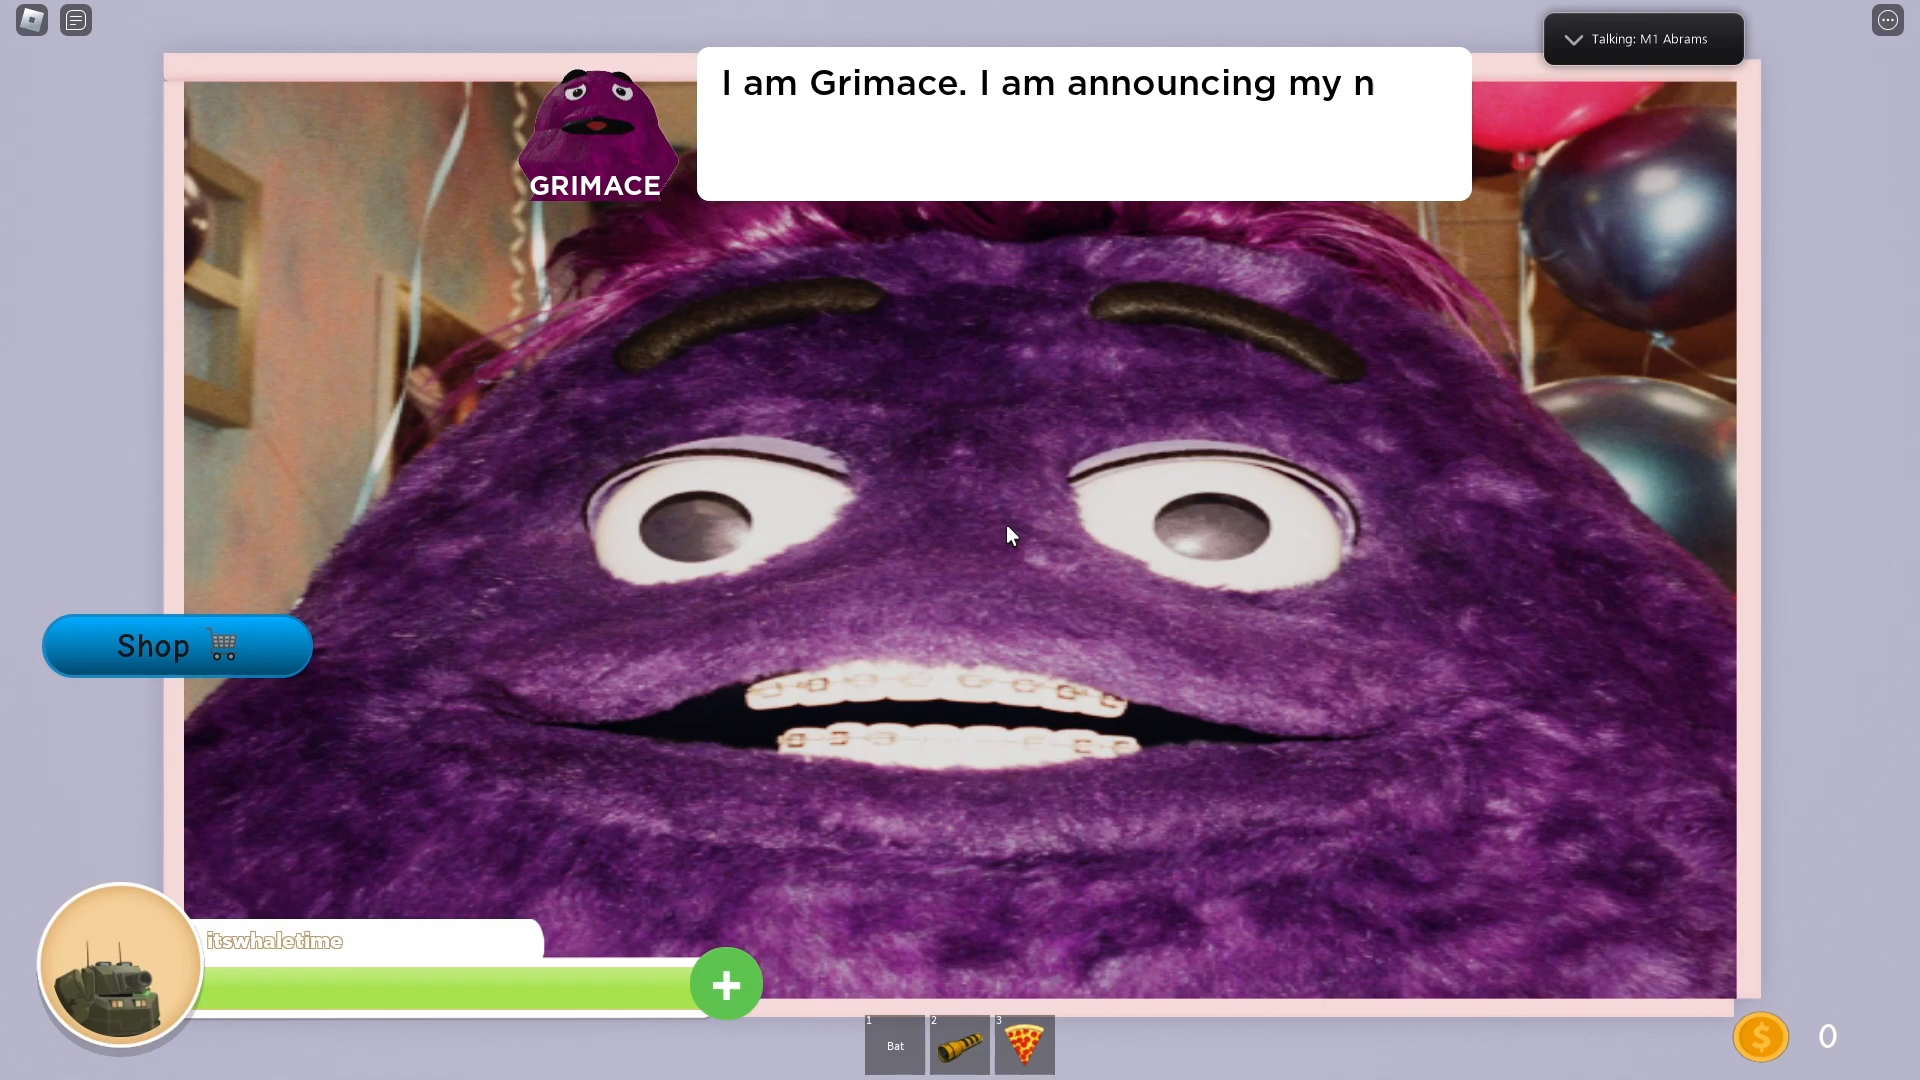 Talking: M1 Abrams
I am Grimace. I am announcing my n
GRIMACE
Shop
itswhaletime
1
Bat
2
3
0